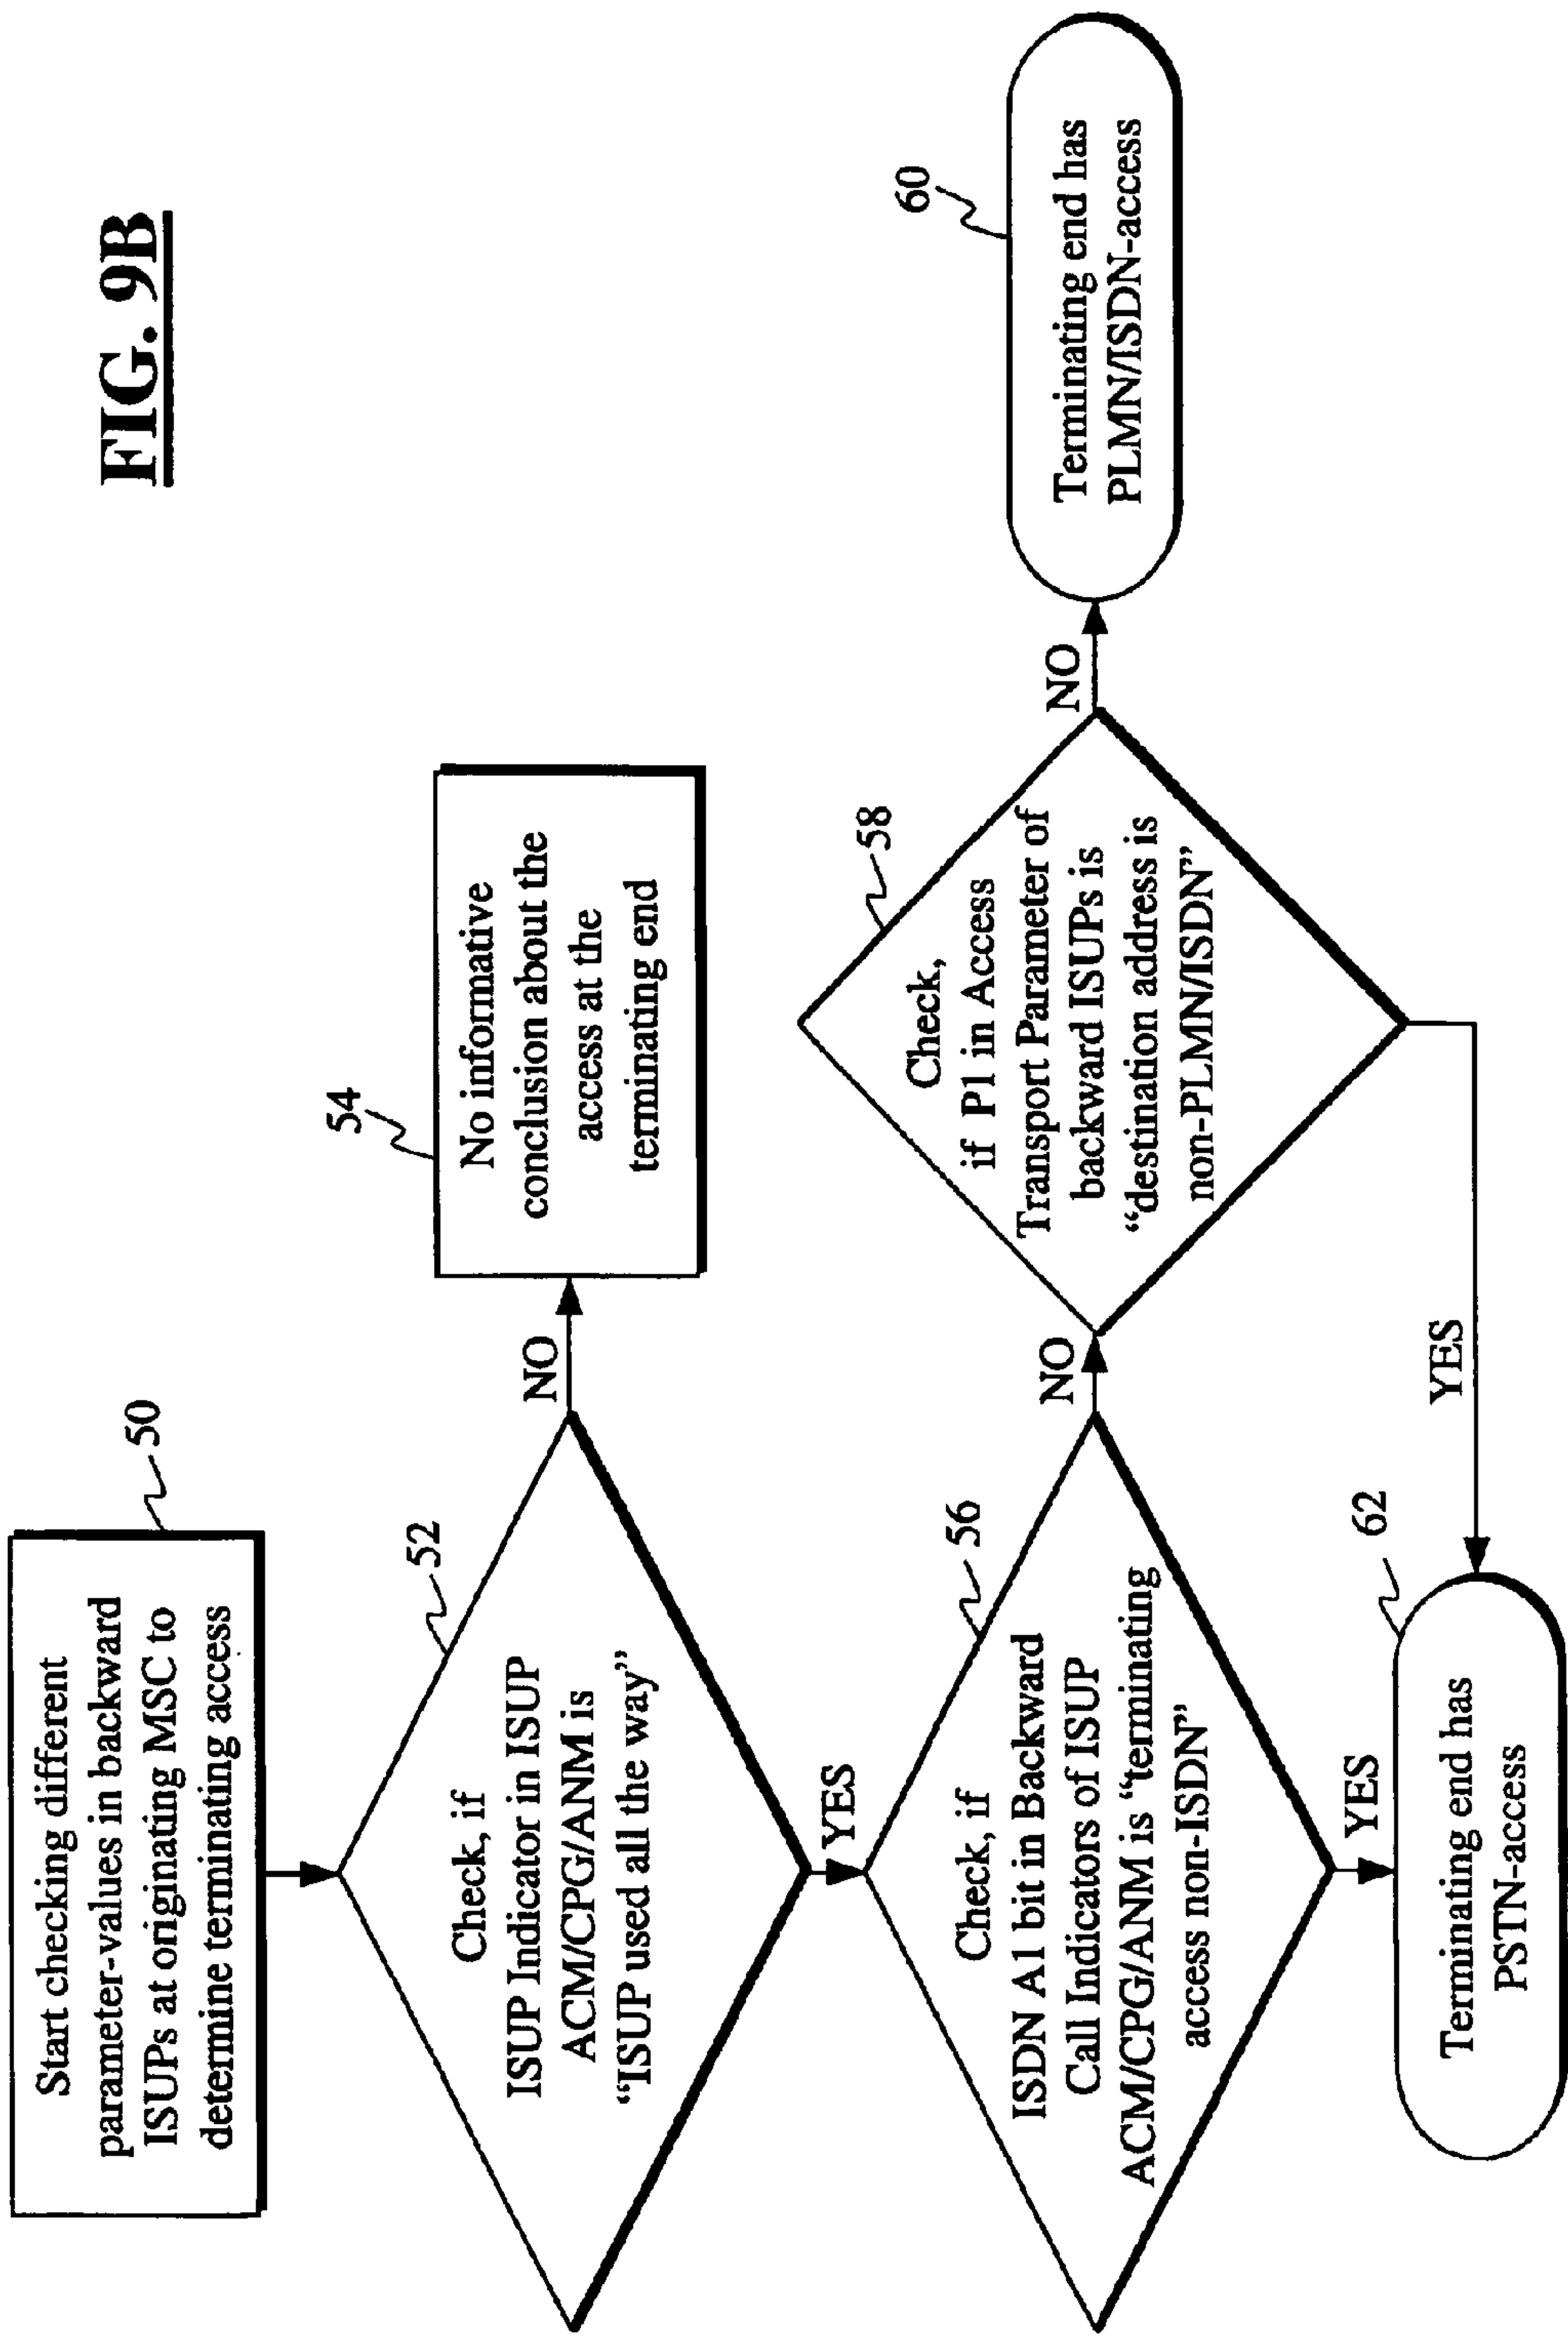 FIG. 9B
50
Start checking different
parameter-values in backward
ISUPs at originating MSC to
determine terminating access
52
Check, if
ISUP Indicator in ISUP
ACM/CPG/ANM is
“ISUP used all the way”
NO
54
No informative
conclusion about the
access at the
terminating end
YES
56
Check, if
ISDN A1 bit in Backward
Call Indicators of ISUP
ACM/CPG/ANM is “terminating
access non-ISDN”
NO
58
Check,
if P1 in Access
Transport Parameter of
backward ISUPs is
“destination address is
non-PLMN/ISDN”
NO
60
Terminating end has
PLMN/ISDN-access
YES
YES
62
Terminating end has
PSTN-access